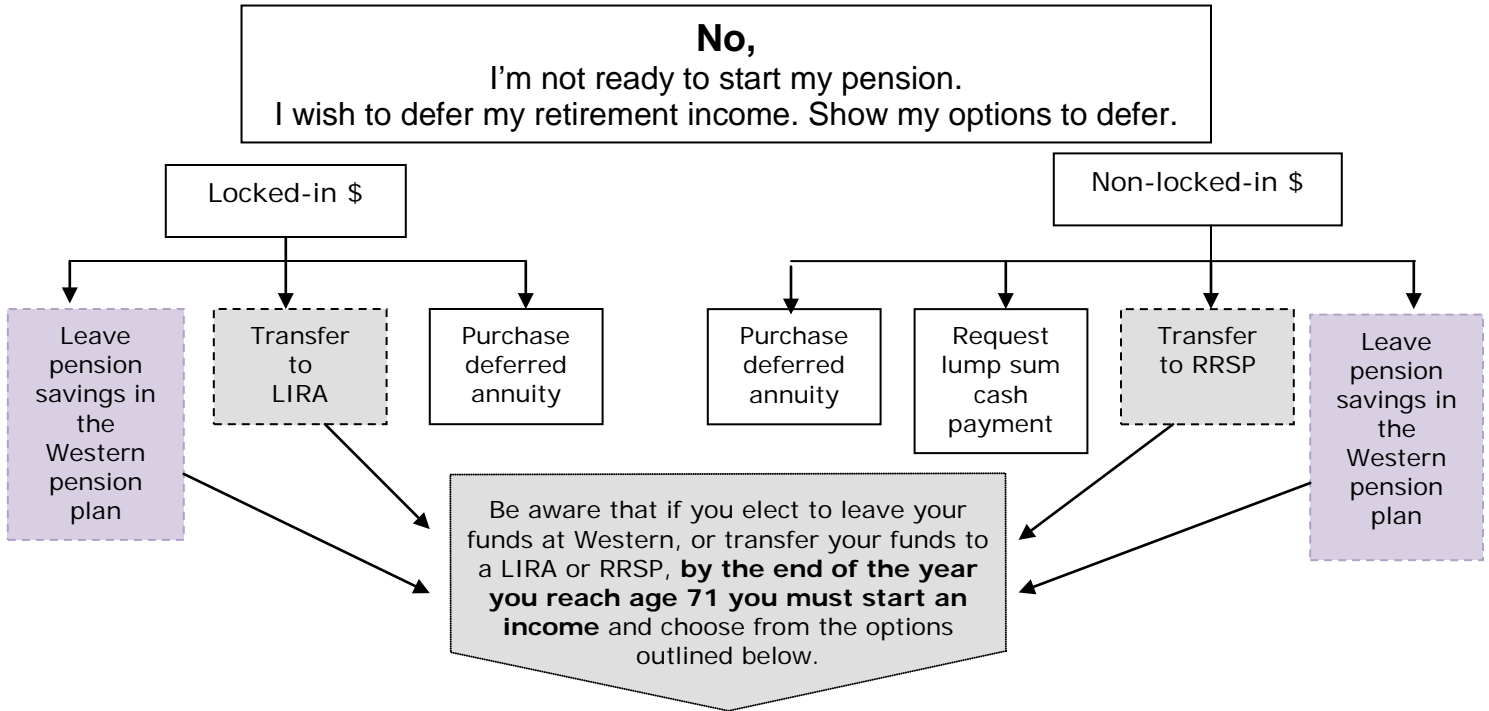 No,
I'm not ready to start my pension.
I wish to defer my retirement income. Show my options to defer.
Locked-in $
Non-locked-in $
Leave
pension
savings in
the
Western
pension
plan
Transfer
to
LIRA
Purchase
deferred
annuity
Purchase
deferred
annuity
Request
lump sum
cash
payment
Transfer
to RRSP
Leave
pension
savings in
the
Western
pension
plan
Be aware that if you elect to leave your
funds at Western, or transfer your funds to
a LIRA or RRSP, by the end of the year
you reach age 71 you must start an
income and choose from the options
outlined below.